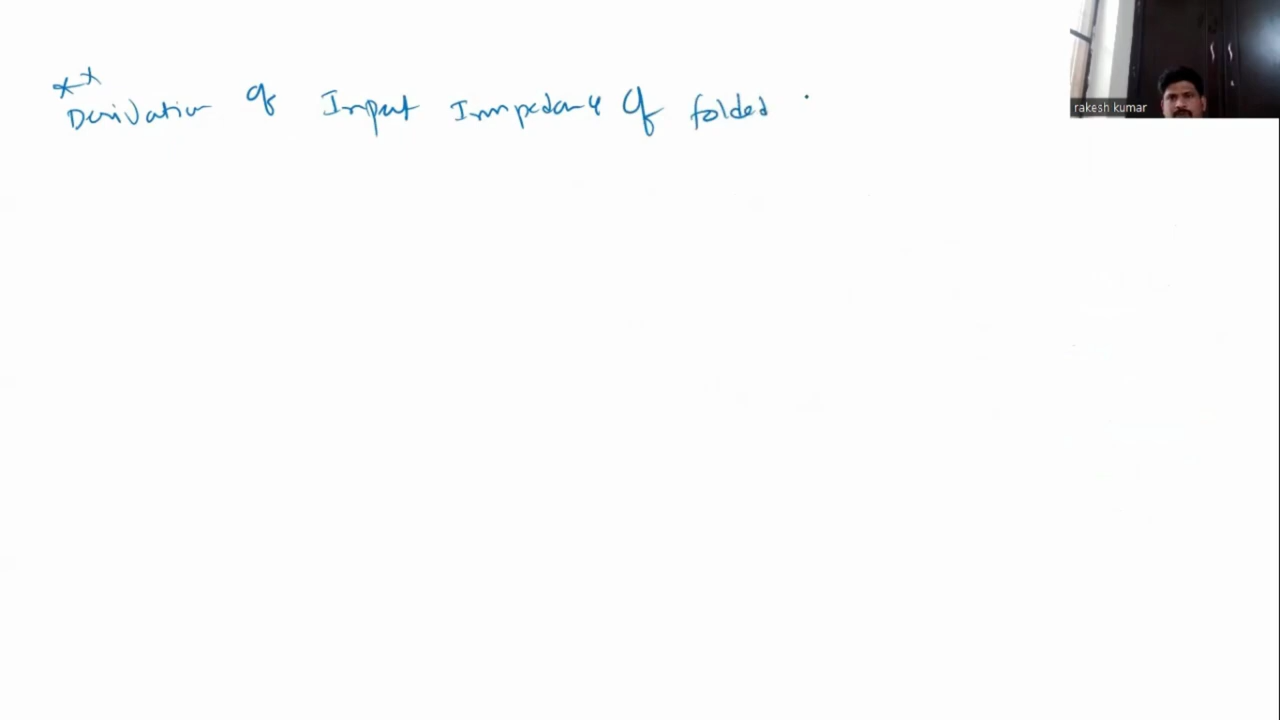 **
Derivation of Input Impedance of folded
rakesh kumar